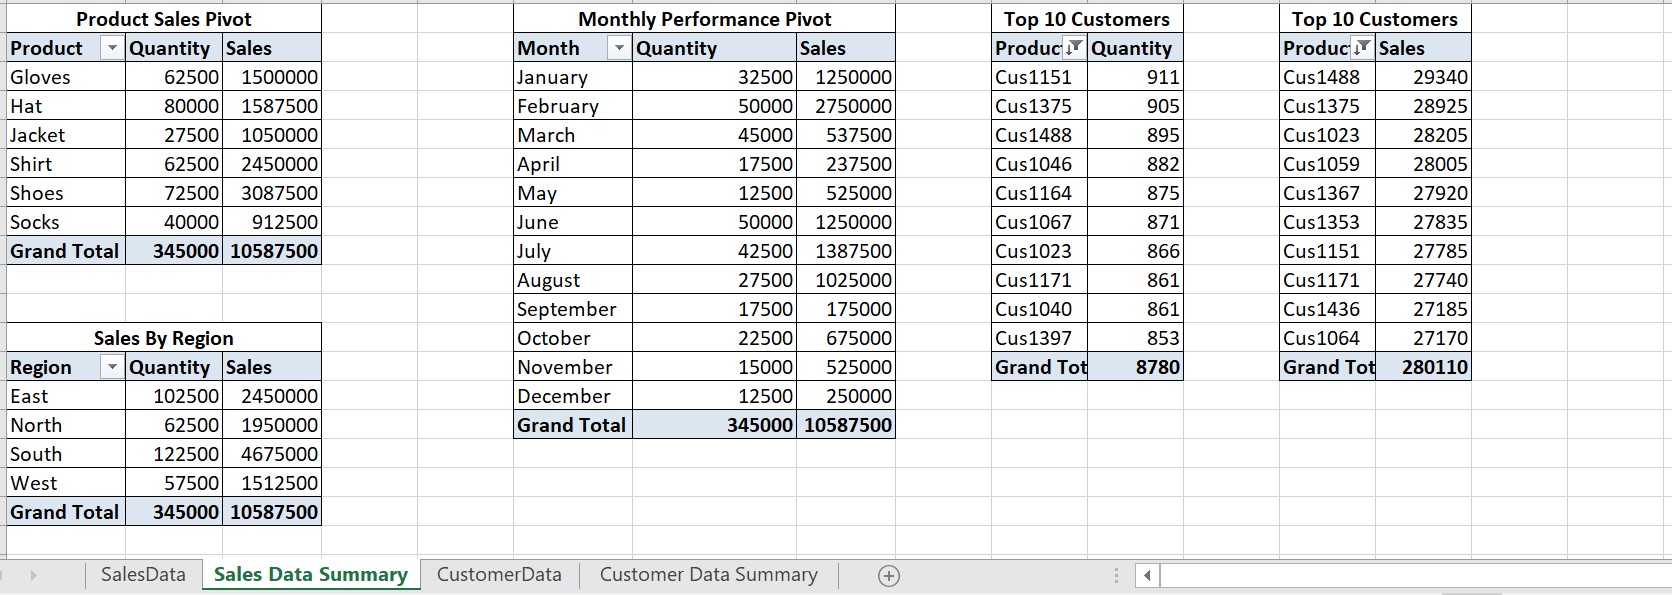 Product Sales Pivot
Product Quantity Sales
Gloves 62500 1500000
Hat 80000 1587500
Jacket 27500 1050000
Shirt 62500 2450000
Shoes 72500 3087500
Socks 40000 912500
Grand Total 345000 10587500
Sales By Region
Region Quantity Sales
East 102500 2450000
North 62500 1950000
South 122500 4675000
West 57500 1512500
Grand Total 345000 10587500
Monthly Performance Pivot
Month Quantity Sales
January 32500 1250000
February 50000 2750000
March 45000 537500
April 17500 237500
May 12500 525000
June 50000 1250000
July 42500 1387500
August 27500 1025000
September 17500 175000
October 22500 675000
November 15000 525000
December 12500 250000
Grand Total 345000 10587500
Top 10 Customers
Produc Quantity
Cus1151 911
Cus1375 905
Cus1488 895
Cus1046 882
Cus1164 875
Cus1067 871
Cus1023 866
Cus1171 861
Cus1040 861
Cus1397 853
Grand Tot 8780
Top 10 Customers
Produc Sales
Cus1488 29340
Cus1375 28925
Cus1023 28205
Cus1059 28005
Cus1367 27920
Cus1353 27835
Cus1151 27785
Cus1171 27740
Cus1436 27185
Cus1064 27170
Grand Tot 280110
SalesData Sales Data Summary CustomerData Customer Data Summary